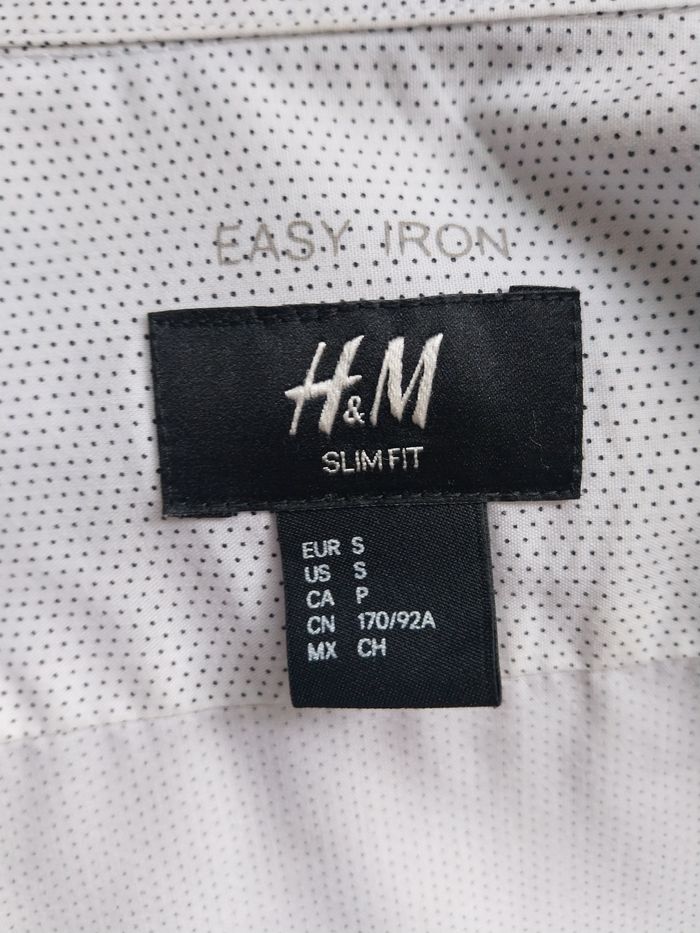 EASY IRON
H&M
SLIM FIT
EUR S
US S
CA P
CN 170/92A
MX CH